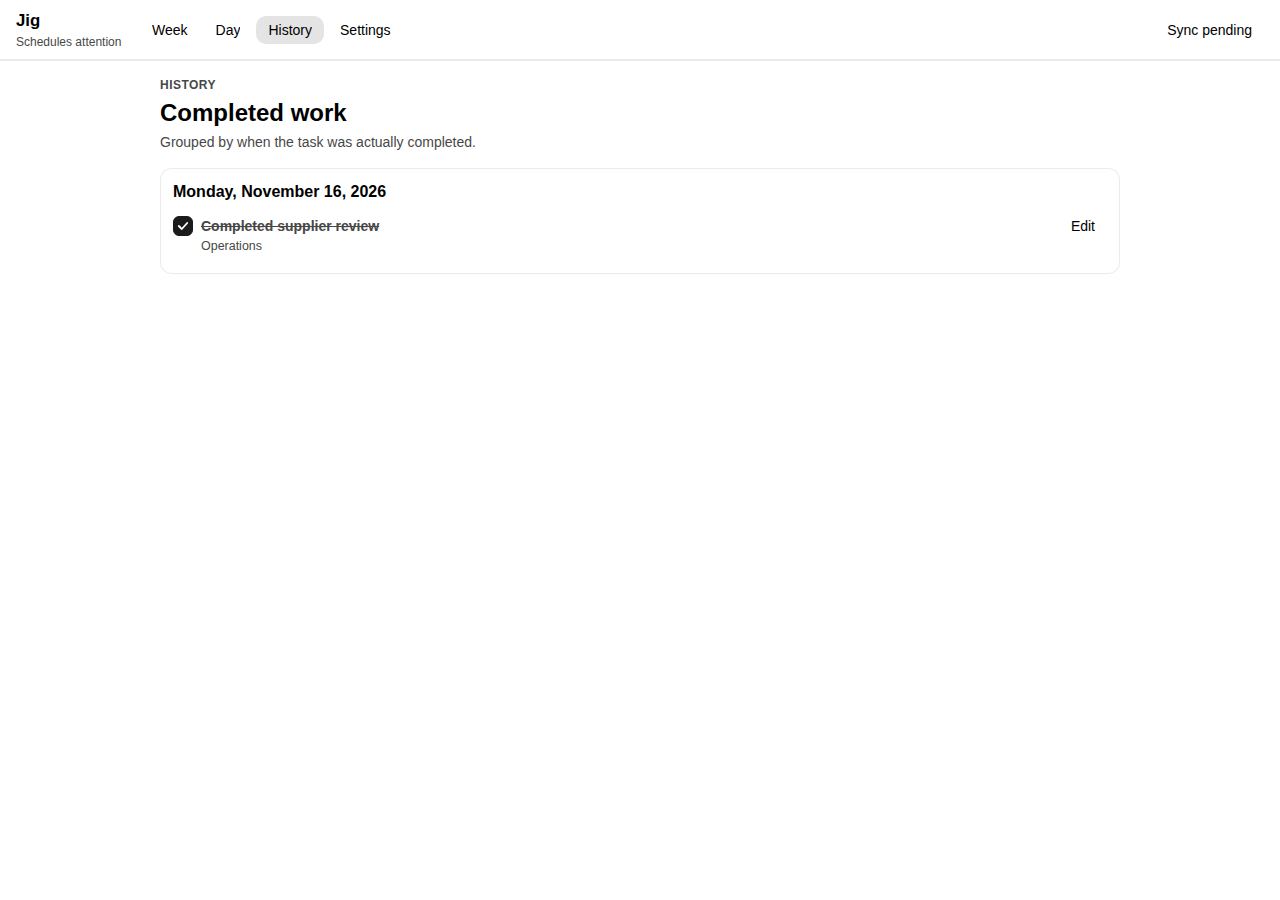 Jig
Schedules attention
Week
Day
History
Settings
Sync pending
HISTORY
Completed work
Grouped by when the task was actually completed.
Monday, November 16, 2026
Completed supplier review
Edit
Operations